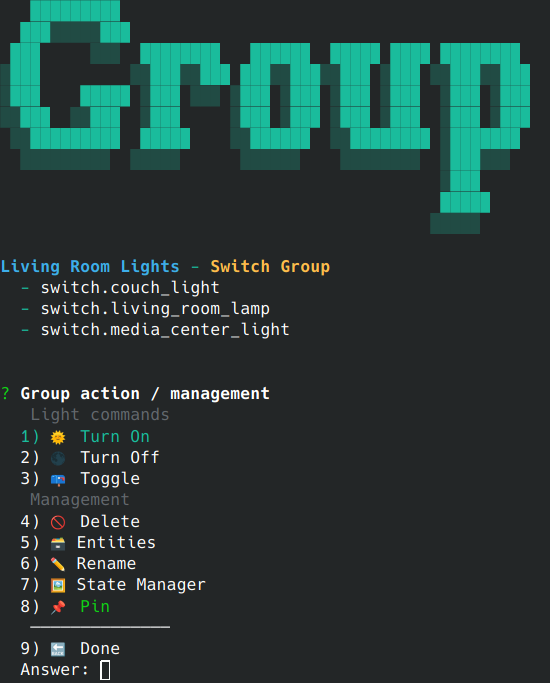 Group
Living Room Lights - Switch Group
- switch.couch_light
- switch.living_room_lamp
- switch.media_center_light
? Group action / management
Light commands
1) 🌞 Turn On
2) 🌑 Turn Off
3) 📪 Toggle
Management
4) 🚫 Delete
5) 🗃️ Entities
6) ✏️ Rename
7) 🖼️ State Manager
8) 📌 Pin
──────────────
9) 🔙 Done
Answer: